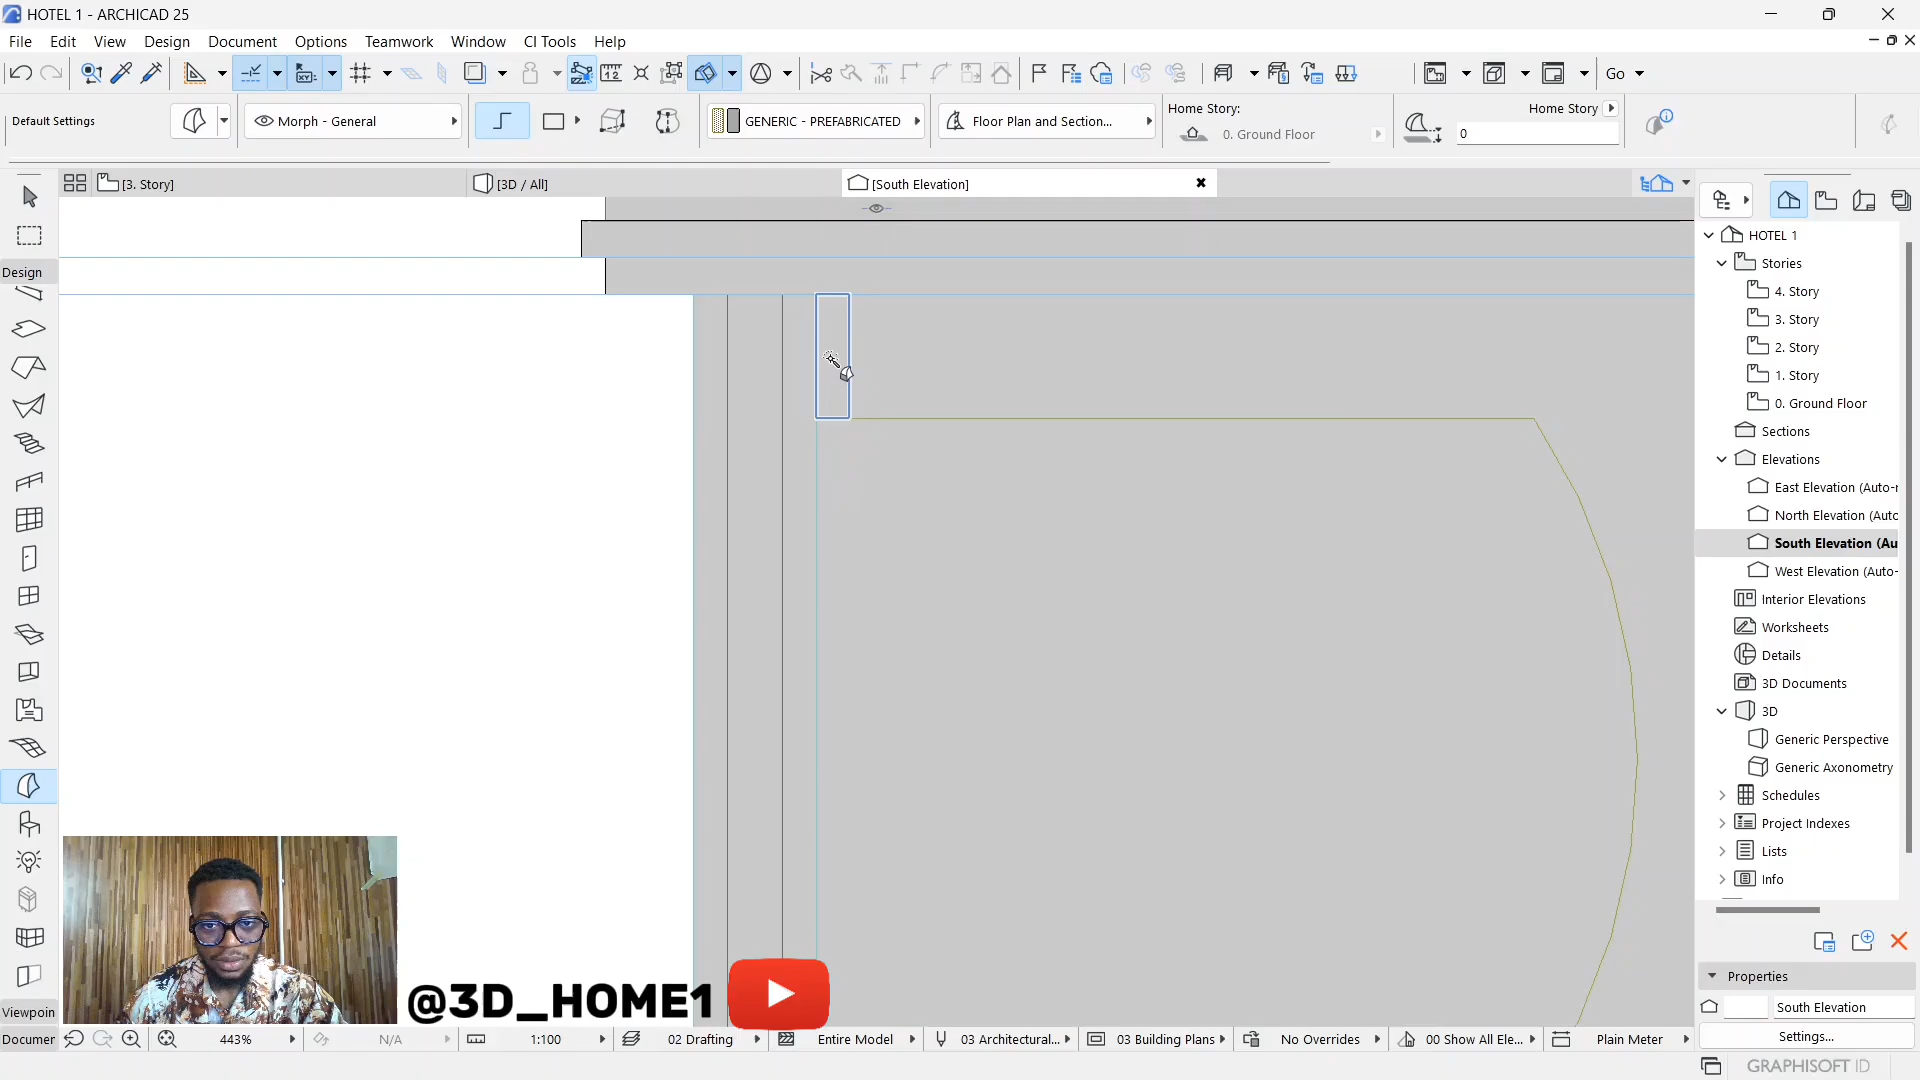 HOTEL 1 - ARCHICAD 25
File Edit View Design Document Options Teamwork Window CI Tools Help
Go
Default Settings
Morph - General
GENERIC - PREFABRICATED
Floor Plan and Section...
Home Story:
0. Ground Floor
Home Story
0
[3. Story]
[3D / All]
[South Elevation]
Design
HOTEL 1
Stories
4. Story
3. Story
2. Story
1. Story
0. Ground Floor
Sections
Elevations
East Elevation (Auto-r
North Elevation (Auto
South Elevation (Au
West Elevation (Auto-
Interior Elevations
Worksheets
Details
3D Documents
3D
Generic Perspective
Generic Axonometry
Schedules
Project Indexes
Lists
Info
Properties
South Elevation
Settings...
@3D_HOME1
Viewpoin
Documer
443%
N/A
1:100
02 Drafting
Entire Model
03 Architectural...
03 Building Plans
No Overrides
00 Show All Ele...
Plain Meter
GRAPHISOFT ID